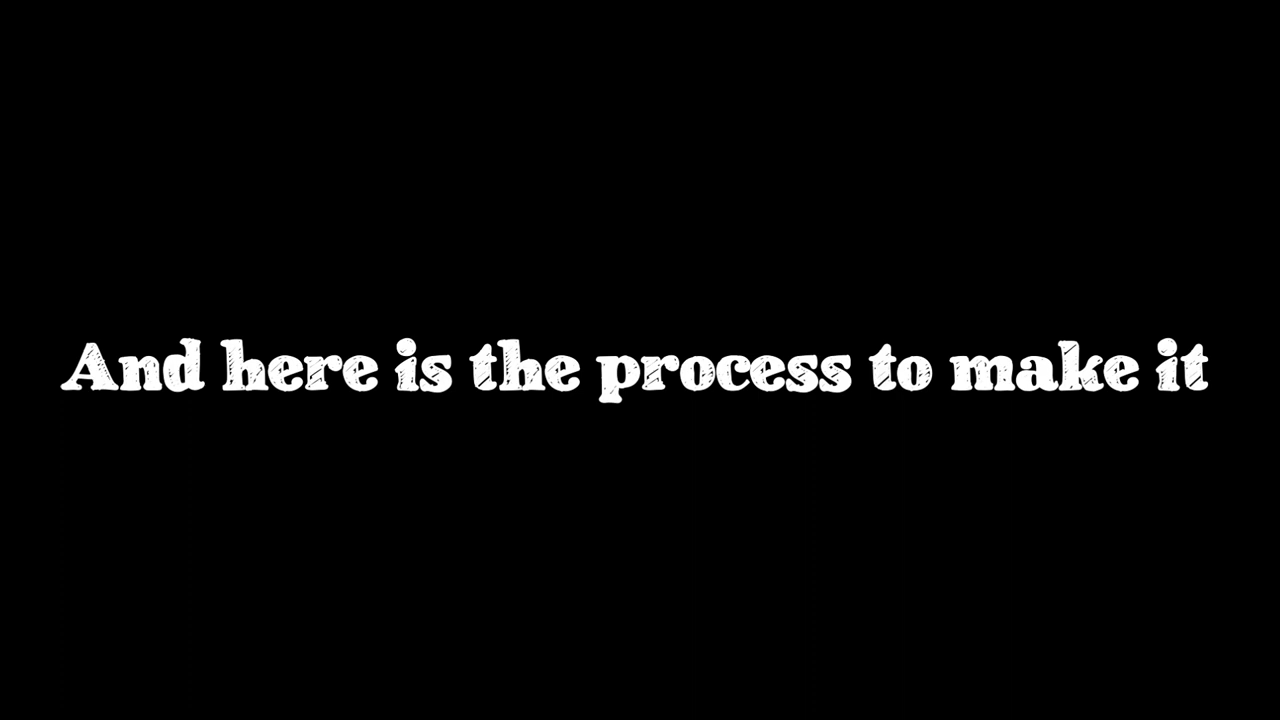 And here is the process to make it